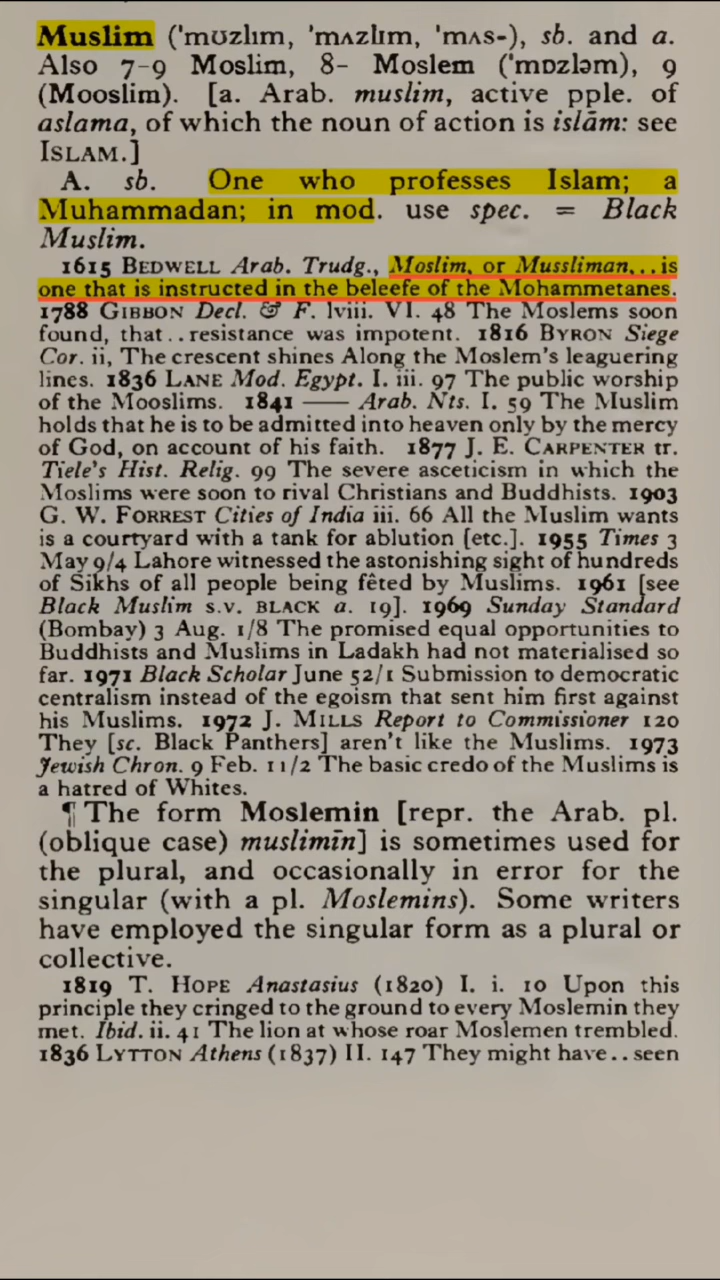 Muslim ('mʊzlɪm, 'mʌzlɪm, 'mʌs-), sb. and a.
Also 7-9 Moslim, 8- Moslem ('mɒzləm), 9
(Mooslim). [a. Arab. muslim, active pple. of
aslama, of which the noun of action is islām: see
ISLAM.]
A. sb. One who professes Islam; a
Muhammadan; in mod. use spec. = Black
Muslim.
1615 BEDWELL Arab. Trudg., Moslim, or Mussliman,..is
one that is instructed in the beleefe of the Mohammetanes.
1788 GIBBON Decl. & F. lviii. VI. 48 The Moslems soon
found, that..resistance was impotent. 1816 BYRON Siege
Cor. ii, The crescent shines Along the Moslem's leaguering
lines. 1836 LANE Mod. Egypt. I. iii. 97 The public worship
of the Mooslims. 1841 —— Arab. Nts. I. 59 The Muslim
holds that he is to be admitted into heaven only by the mercy
of God, on account of his faith. 1877 J. E. CARPENTER tr.
Tiele's Hist. Relig. 99 The severe asceticism in which the
Moslims were soon to rival Christians and Buddhists. 1903
G. W. FORREST Cities of India iii. 66 All the Muslim wants
is a courtyard with a tank for ablution [etc.]. 1955 Times 3
May 9/4 Lahore witnessed the astonishing sight of hundreds
of Sikhs of all people being fêted by Muslims. 1961 [see
Black Muslim s.v. BLACK a. 19]. 1969 Sunday Standard
(Bombay) 3 Aug. 1/8 The promised equal opportunities to
Buddhists and Muslims in Ladakh had not materialised so
far. 1971 Black Scholar June 52/1 Submission to democratic
centralism instead of the egoism that sent him first against
his Muslims. 1972 J. MILLS Report to Commissioner 120
They [sc. Black Panthers] aren't like the Muslims. 1973
Jewish Chron. 9 Feb. 11/2 The basic credo of the Muslims is
a hatred of Whites.
¶ The form Moslemin [repr. the Arab. pl.
(oblique case) muslimīn] is sometimes used for
the plural, and occasionally in error for the
singular (with a pl. Moslemins). Some writers
have employed the singular form as a plural or
collective.
1819 T. HOPE Anastasius (1820) I. i. 10 Upon this
principle they cringed to the ground to every Moslemin they
met. Ibid. ii. 41 The lion at whose roar Moslemen trembled.
1836 LYTTON Athens (1837) II. 147 They might have..seen